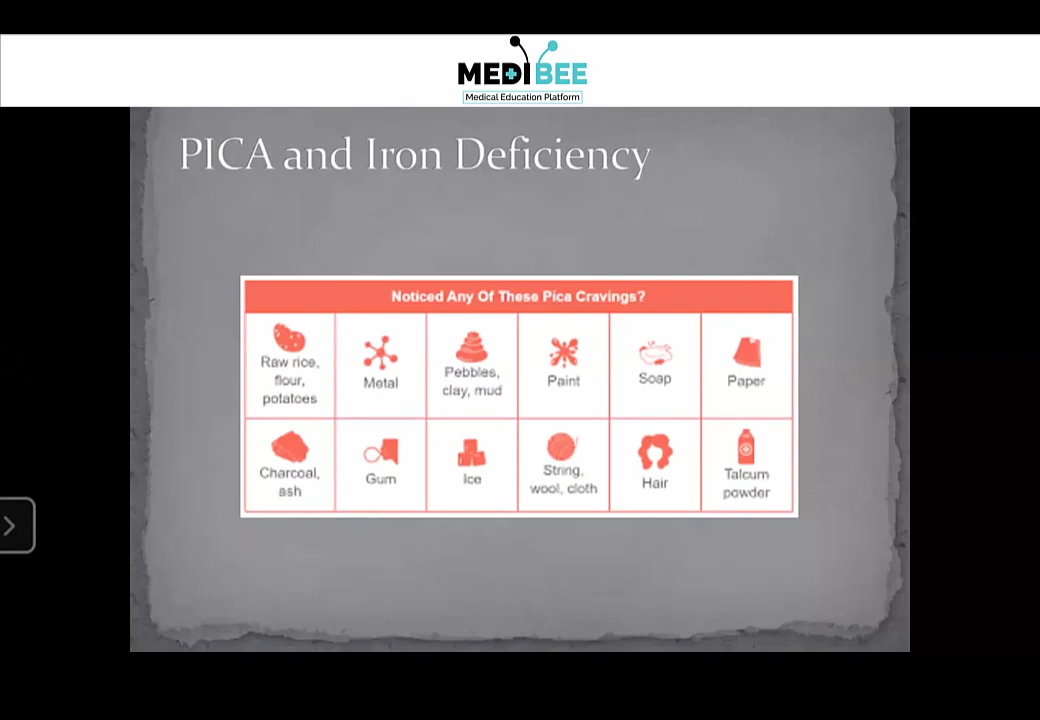 MEDIBEE
Medical Education Platform
PICA and Iron Deficiency
Noticed Any Of These Pica Cravings?
Raw rice,
flour,
potatoes
Metal
Pebbles,
clay, mud
Paint
Soap
Paper
Charcoal,
ash
Gum
Ice
String,
wool, cloth
Hair
Talcum
powder